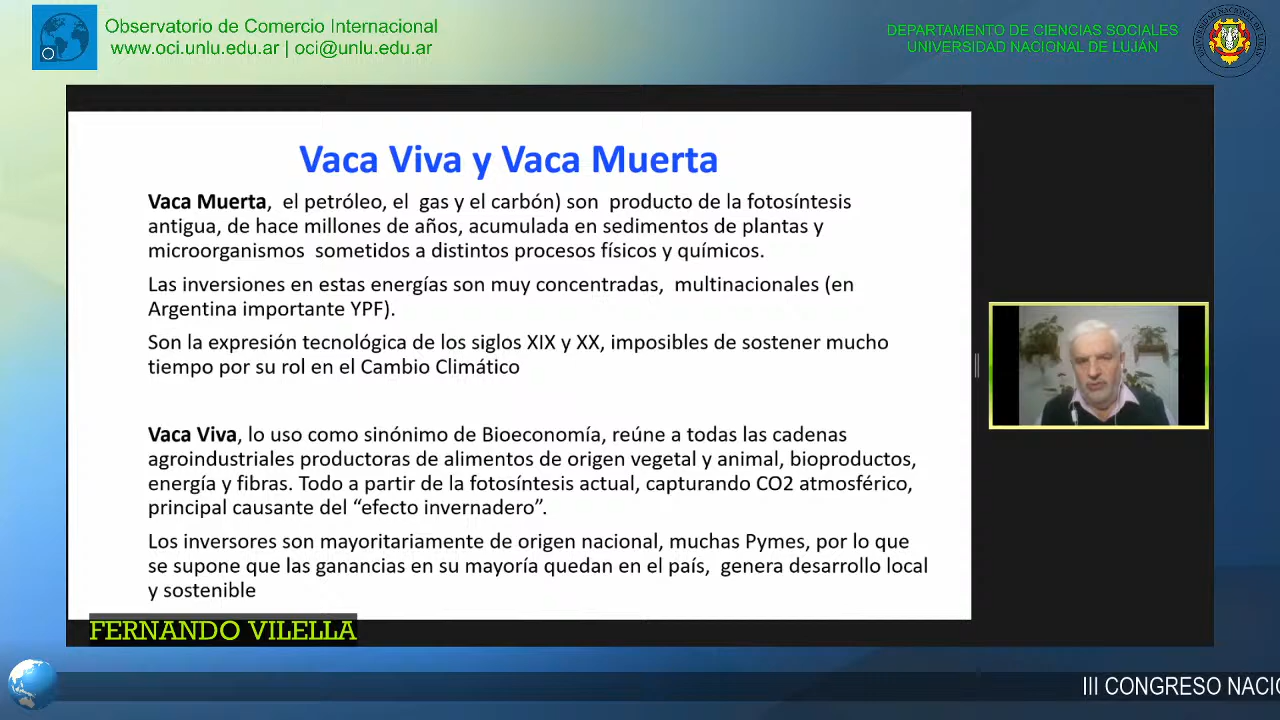 Observatorio de Comercio Internacional
www.oci.unlu.edu.ar | oci@unlu.edu.ar
DEPARTAMENTO DE CIENCIAS SOCIALES
UNIVERSIDAD NACIONAL DE LUJÁN
Vaca Viva y Vaca Muerta
Vaca Muerta, el petróleo, el gas y el carbón) son producto de la fotosíntesis
antigua, de hace millones de años, acumulada en sedimentos de plantas y
microorganismos sometidos a distintos procesos físicos y químicos.
Las inversiones en estas energías son muy concentradas, multinacionales (en
Argentina importante YPF).
Son la expresión tecnológica de los siglos XIX y XX, imposibles de sostener mucho
tiempo por su rol en el Cambio Climático
Vaca Viva, lo uso como sinónimo de Bioeconomía, reúne a todas las cadenas
agroindustriales productoras de alimentos de origen vegetal y animal, bioproductos,
energía y fibras. Todo a partir de la fotosíntesis actual, capturando CO2 atmosférico,
principal causante del “efecto invernadero”.
Los inversores son mayoritariamente de origen nacional, muchas Pymes, por lo que
se supone que las ganancias en su mayoría quedan en el país, genera desarrollo local
y sostenible
FERNANDO VILELLA
III CONGRESO NACIO